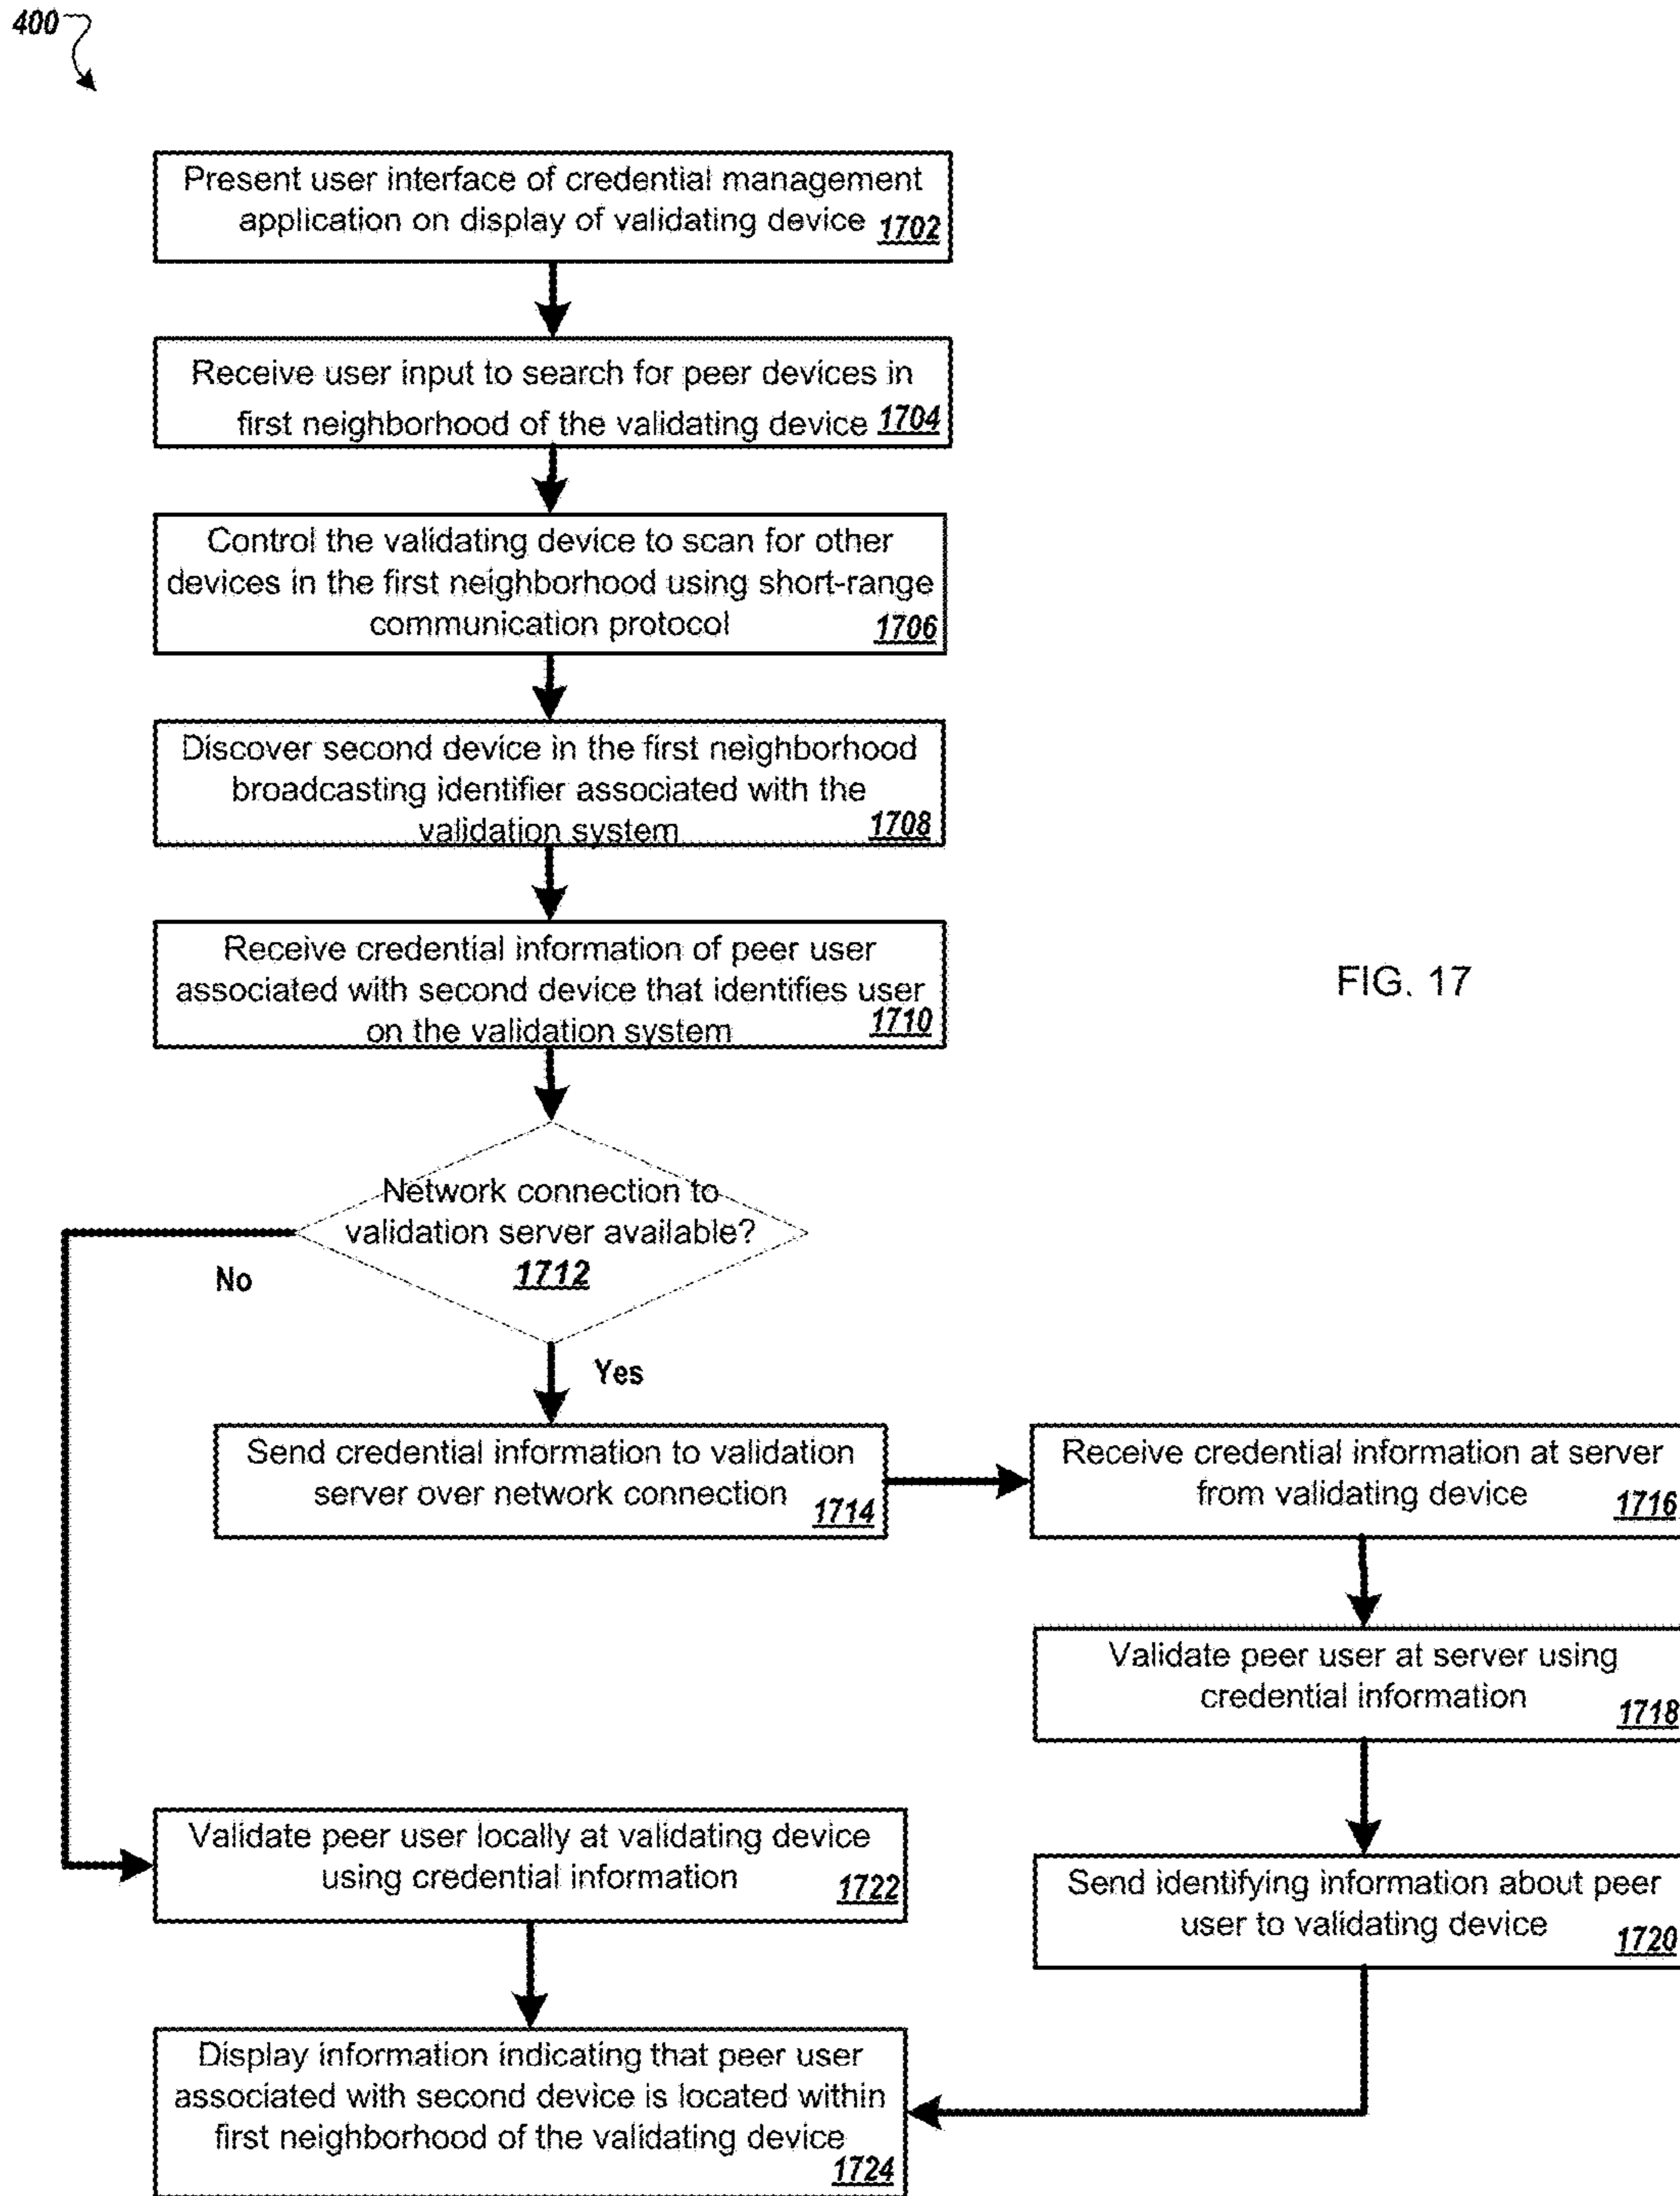 400
Present user interface of credential management
application on display of validating device 1702
Receive user input to search for peer devices in
first neighborhood of the validating device 1704
Control the validating device to scan for other
devices in the first neighborhood using short-range
communication protocol 1706
Discover second device in the first neighborhood
broadcasting identifier associated with the
validation system 1708
Receive credential information of peer user
associated with second device that identifies user
on the validation system 1710
FIG. 17
Network connection to
validation server available?
1712
No
Yes
Send credential information to validation
server over network connection 1714
Receive credential information at server
from validating device 1716
Validate peer user at server using
credential information 1718
Validate peer user locally at validating device
using credential information 1722
Send identifying information about peer
user to validating device 1720
Display information indicating that peer user
associated with second device is located within
first neighborhood of the validating device
1724